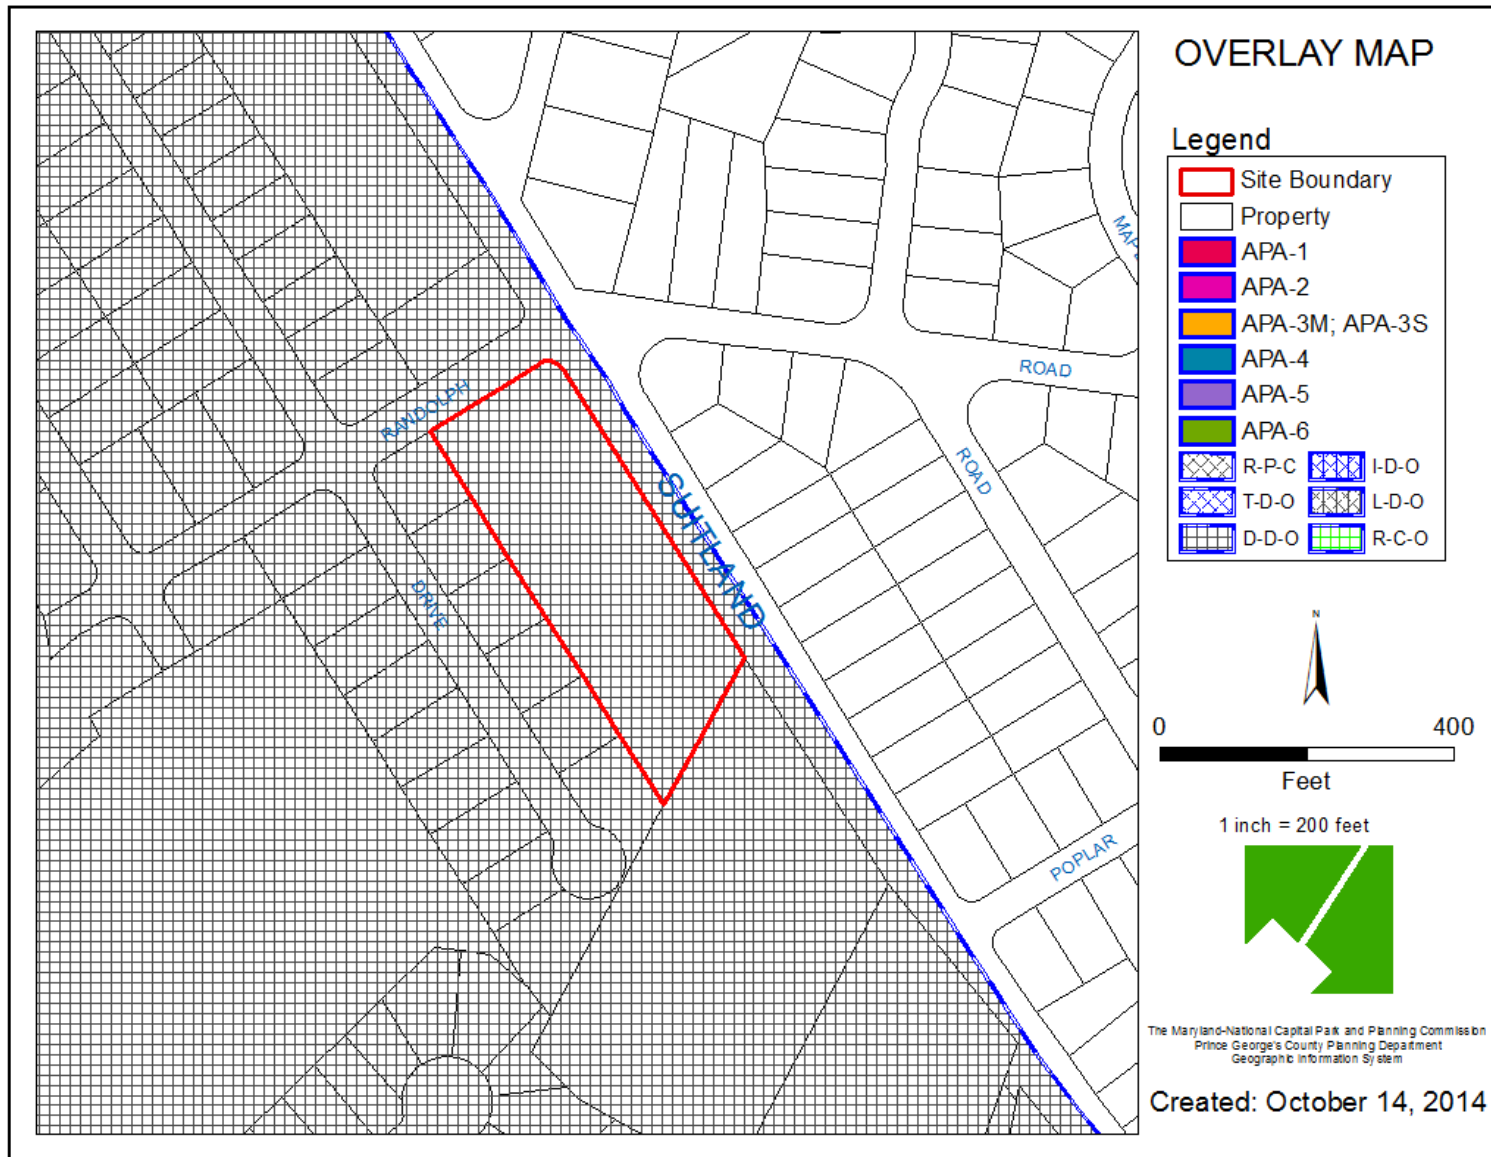 OVERLAY MAP
Legend
Site Boundary
Property
APA-1
APA-2
APA-3M; APA-3S
APA-4
APA-5
APA-6
R-P-C
I-D-O
T-D-O
L-D-O
D-D-O
R-C-O
N
0 400
Feet
1 inch = 200 feet
The Maryland-National Capital Park and Planning Commission
Prince George's County Planning Department
Geographic Information System
Created: October 14, 2014
ROAD
RANDOLPH
ROAD
SUITLAND
DRIVE
POPLAR